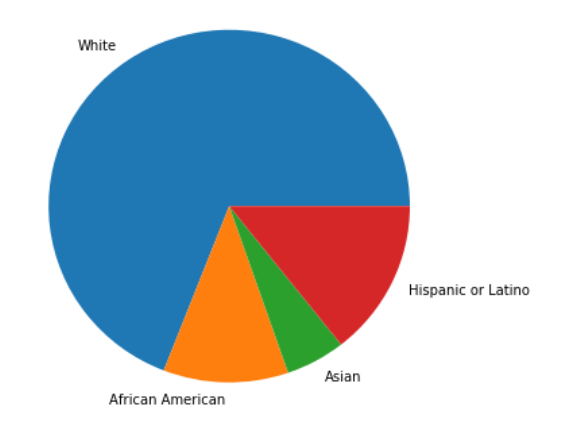 White
Hispanic or Latino
Asian
African American